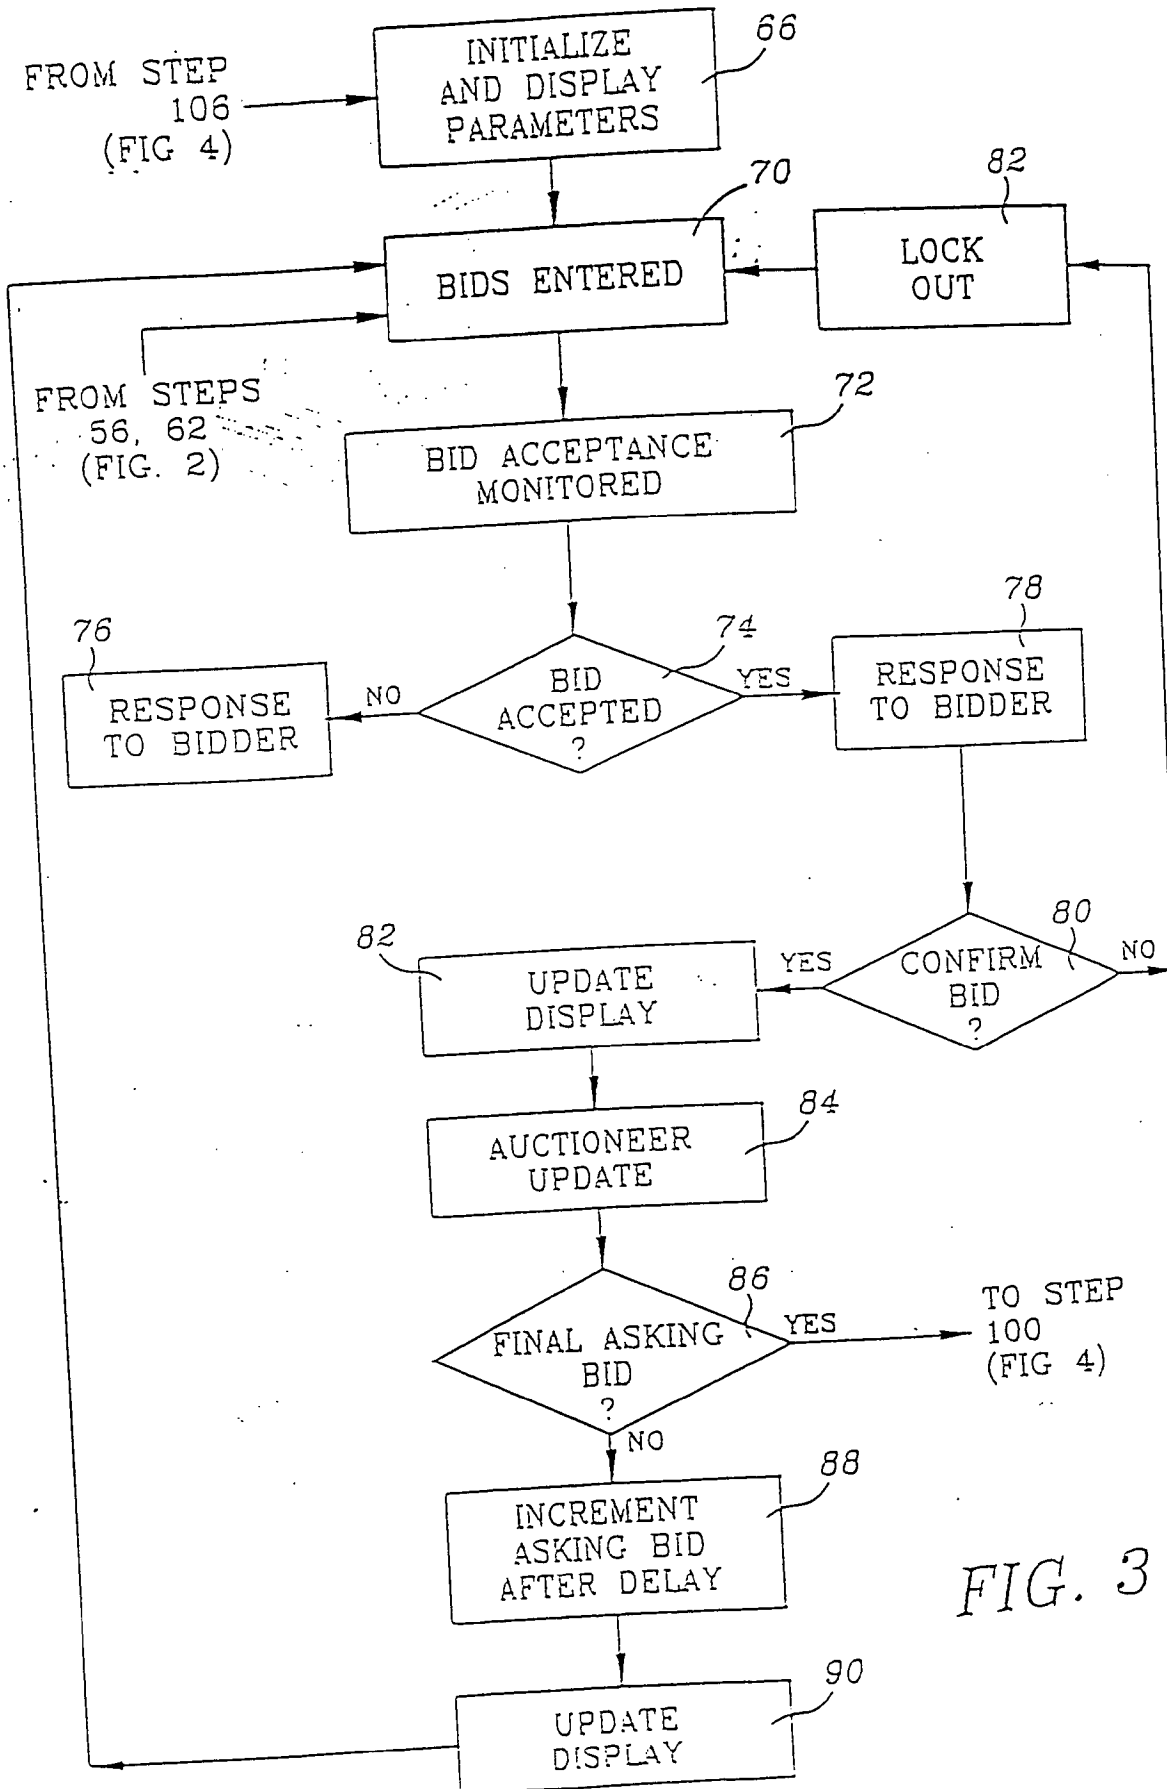 66
INITIALIZE
AND DISPLAY
PARAMETERS
FROM STEP
106
(FIG 4)
82
70
LOCK
OUT
BIDS ENTERED
FROM STEPS
56, 62
(FIG. 2)
72
BID ACCEPTANCE
MONITORED
76
74
78
RESPONSE
TO BIDDER
NO
BID
ACCEPTED
?
YES
RESPONSE
TO BIDDER
82
80
UPDATE
DISPLAY
YES
CONFIRM
BID
?
NO
84
AUCTIONEER
UPDATE
86
FINAL ASKING
BID
?
YES
TO STEP
100
(FIG 4)
NO
88
INCREMENT
ASKING BID
AFTER DELAY
FIG. 3
90
UPDATE
DISPLAY